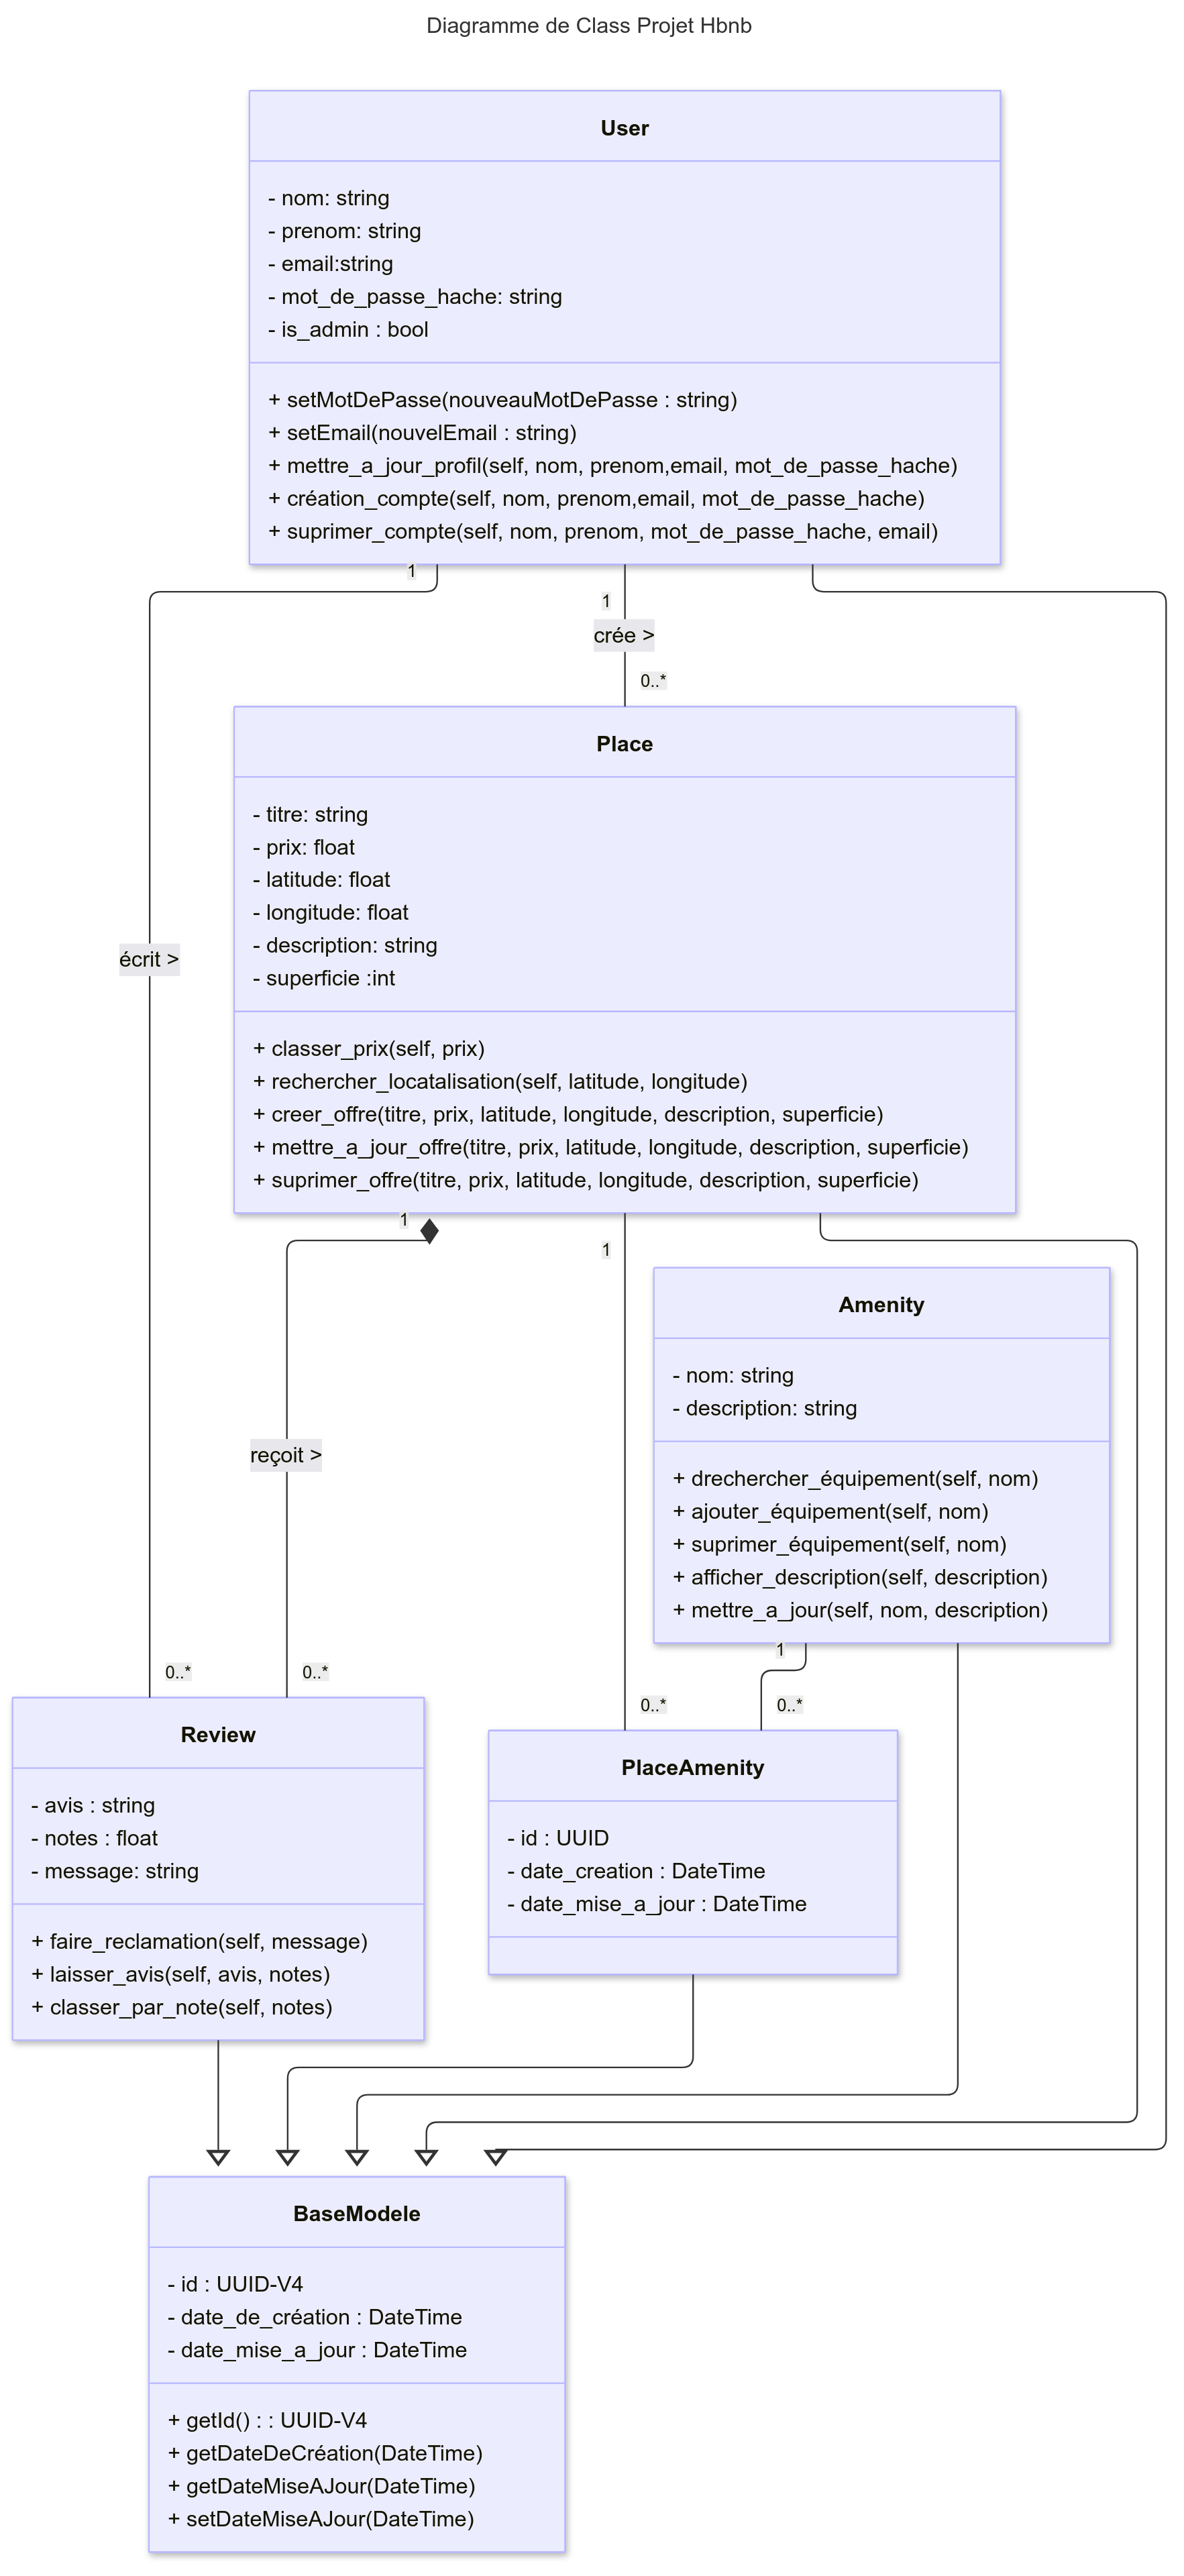 Diagramme de Class Projet Hbnb
User
- nom: string
- prenom: string
- email:string
- mot_de_passe_hache: string
- is_admin : bool
+ setMotDePasse(nouveauMotDePasse : string)
+ setEmail(nouvelEmail : string)
+ mettre_a_jour_profil(self, nom, prenom,email, mot_de_passe_hache)
+ création_compte(self, nom, prenom,email, mot_de_passe_hache)
+ suprimer_compte(self, nom, prenom, mot_de_passe_hache, email)
1
1
crée >
0..*
Place
- titre: string
- prix: float
- latitude: float
- longitude: float
- description: string
- superficie :int
+ classer_prix(self, prix)
+ rechercher_locatalisation(self, latitude, longitude)
+ creer_offre(titre, prix, latitude, longitude, description, superficie)
+ mettre_a_jour_offre(titre, prix, latitude, longitude, description, superficie)
+ suprimer_offre(titre, prix, latitude, longitude, description, superficie)
écrit >
1
1
Amenity
- nom: string
- description: string
+ drechercher_équipement(self, nom)
+ ajouter_équipement(self, nom)
+ suprimer_équipement(self, nom)
+ afficher_description(self, description)
+ mettre_a_jour(self, nom, description)
reçoit >
1
0..*
0..*
0..*
0..*
Review
- avis : string
- notes : float
- message: string
+ faire_reclamation(self, message)
+ laisser_avis(self, avis, notes)
+ classer_par_note(self, notes)
PlaceAmenity
- id : UUID
- date_creation : DateTime
- date_mise_a_jour : DateTime
BaseModele
- id : UUID-V4
- date_de_création : DateTime
- date_mise_a_jour : DateTime
+ getId() : : UUID-V4
+ getDateDeCréation(DateTime)
+ getDateMiseAJour(DateTime)
+ setDateMiseAJour(DateTime)